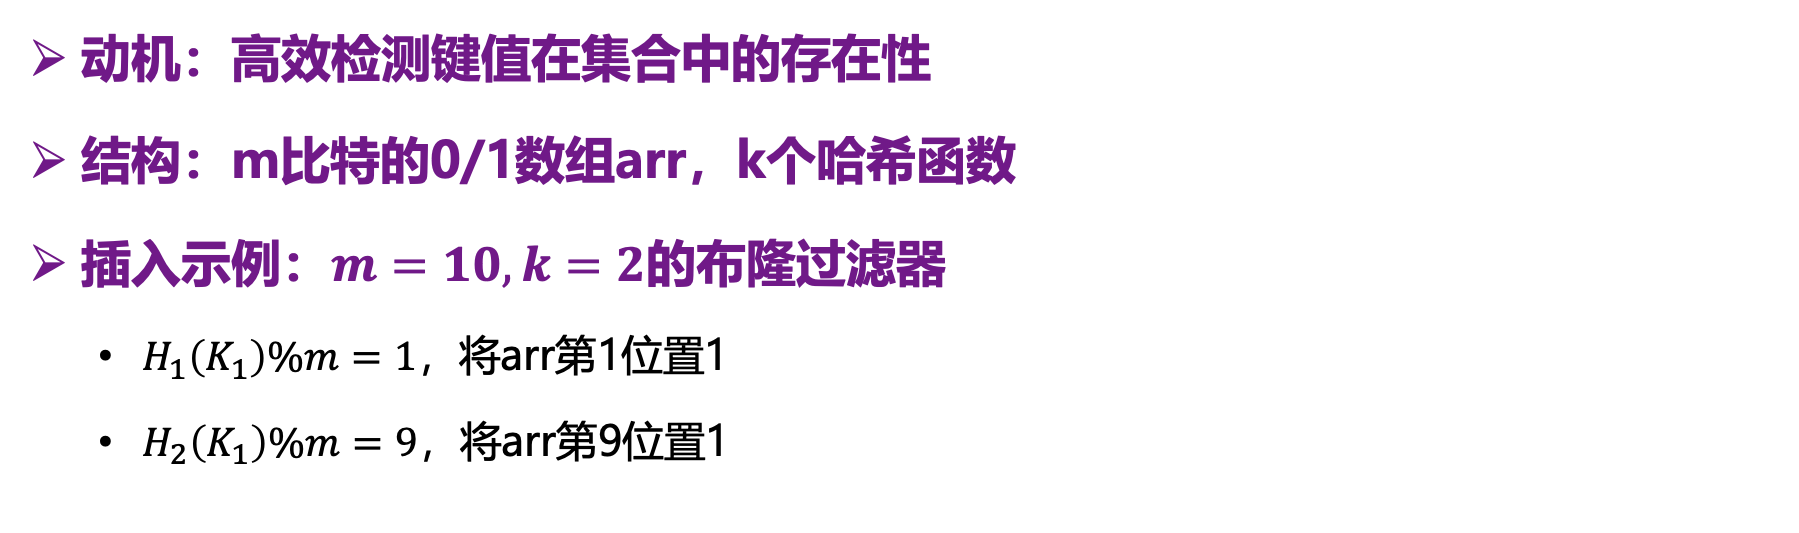 ➢ 动机：高效检测键值在集合中的存在性
➢ 结构：m比特的0/1数组arr，k个哈希函数
➢ 插入示例：𝒎 = 𝟏𝟎, 𝒌 = 𝟐的布隆过滤器
• 𝐻₁(𝐾₁)%𝑚 = 1，将arr第1位置1
• 𝐻₂(𝐾₁)%𝑚 = 9，将arr第9位置1